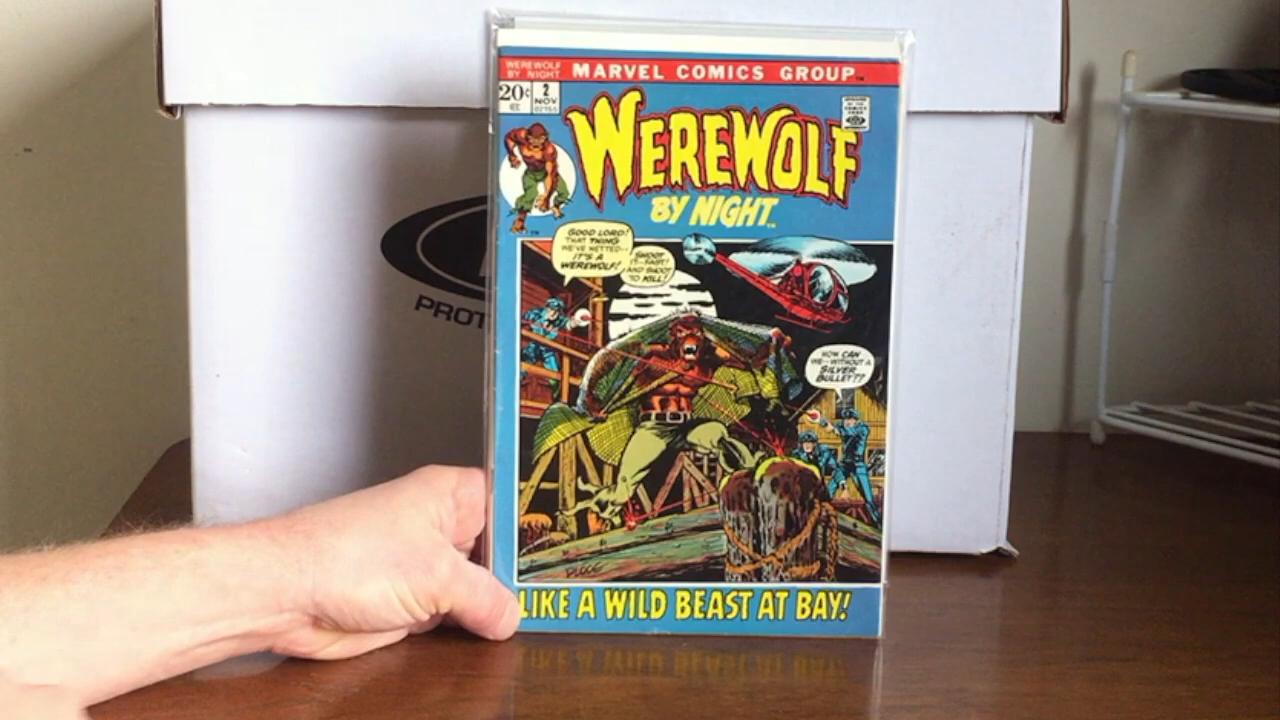 WEREWOLF
BY NIGHT
MARVEL COMICS GROUP
20¢
2
NOV
WEREWOLF
BY NIGHT
GOOD LORD!
THAT THING
WE'VE NETTED--
IT'S A
WEREWOLF!
SHOOT
IT--FAST!
AND SHOOT
TO KILL!
HOW CAN
WE--WITHOUT A
SILVER
BULLET??
PLOOG
LIKE A WILD BEAST AT BAY!
PROT